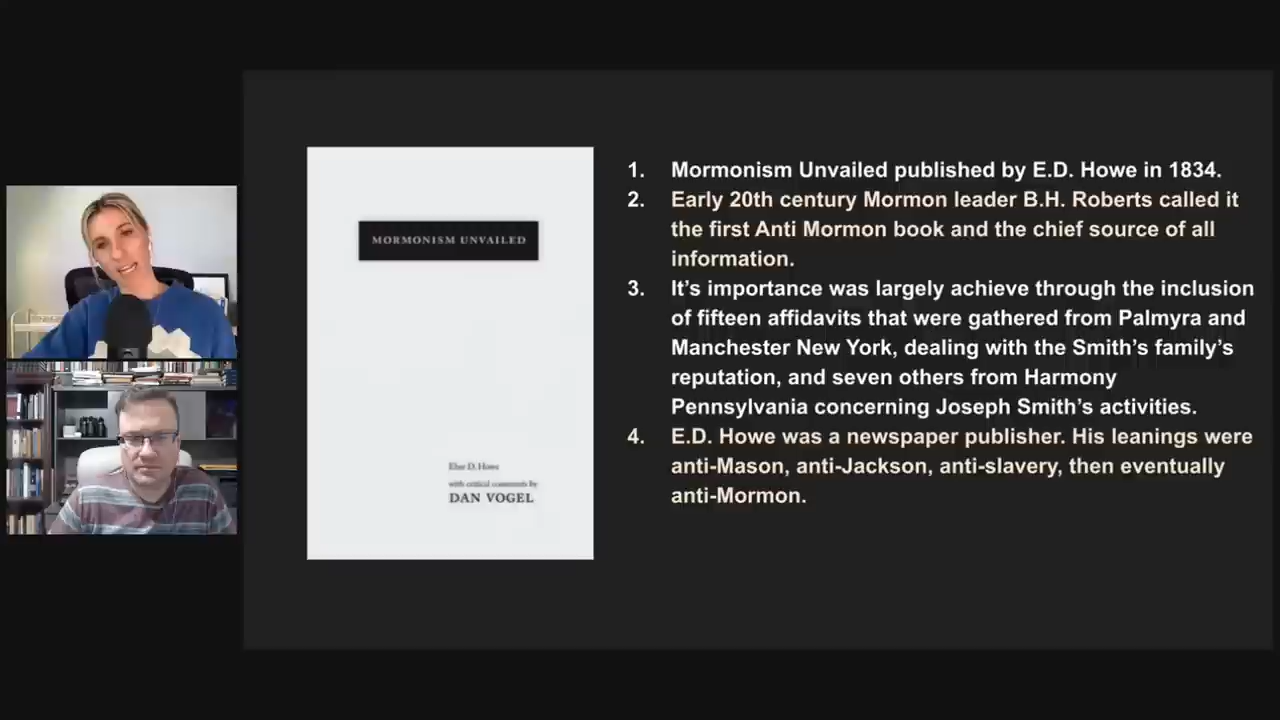 MORMONISM UNVAILED
Eber D. Howe
with critical comments by
DAN VOGEL
1. Mormonism Unvailed published by E.D. Howe in 1834.
2. Early 20th century Mormon leader B.H. Roberts called it
the first Anti Mormon book and the chief source of all
information.
3. It’s importance was largely achieve through the inclusion
of fifteen affidavits that were gathered from Palmyra and
Manchester New York, dealing with the Smith’s family’s
reputation, and seven others from Harmony
Pennsylvania concerning Joseph Smith’s activities.
4. E.D. Howe was a newspaper publisher. His leanings were
anti-Mason, anti-Jackson, anti-slavery, then eventually
anti-Mormon.